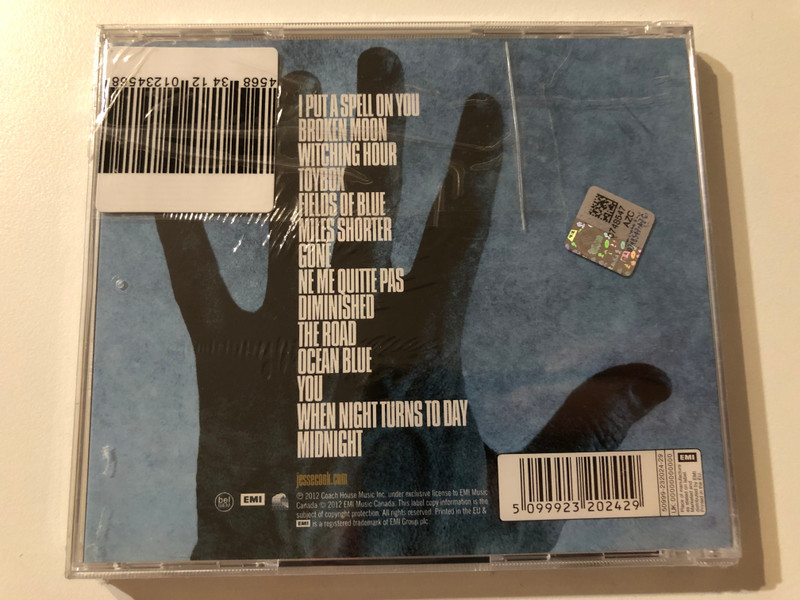 4568 34 12 01234568
I PUT A SPELL ON YOU
BROKEN MOON
WITCHING HOUR
TOYBOX
FIELDS OF BLUE
MILES SHORTER
GONE
NE ME QUITTE PAS
DIMINISHED
THE ROAD
OCEAN BLUE
YOU
WHEN NIGHT TURNS TO DAY
MIDNIGHT
jessecook.com
℗ 2012 Coach House Music Inc. under exclusive license to EMI Music
Canada © 2012 EMI Music Canada. This label copy information is the
subject of copyright protection. All rights reserved. Printed in the EU &
EMI is a registered trademark of EMI Group plc.
EMI
AZC
5 099923 202429
EMI